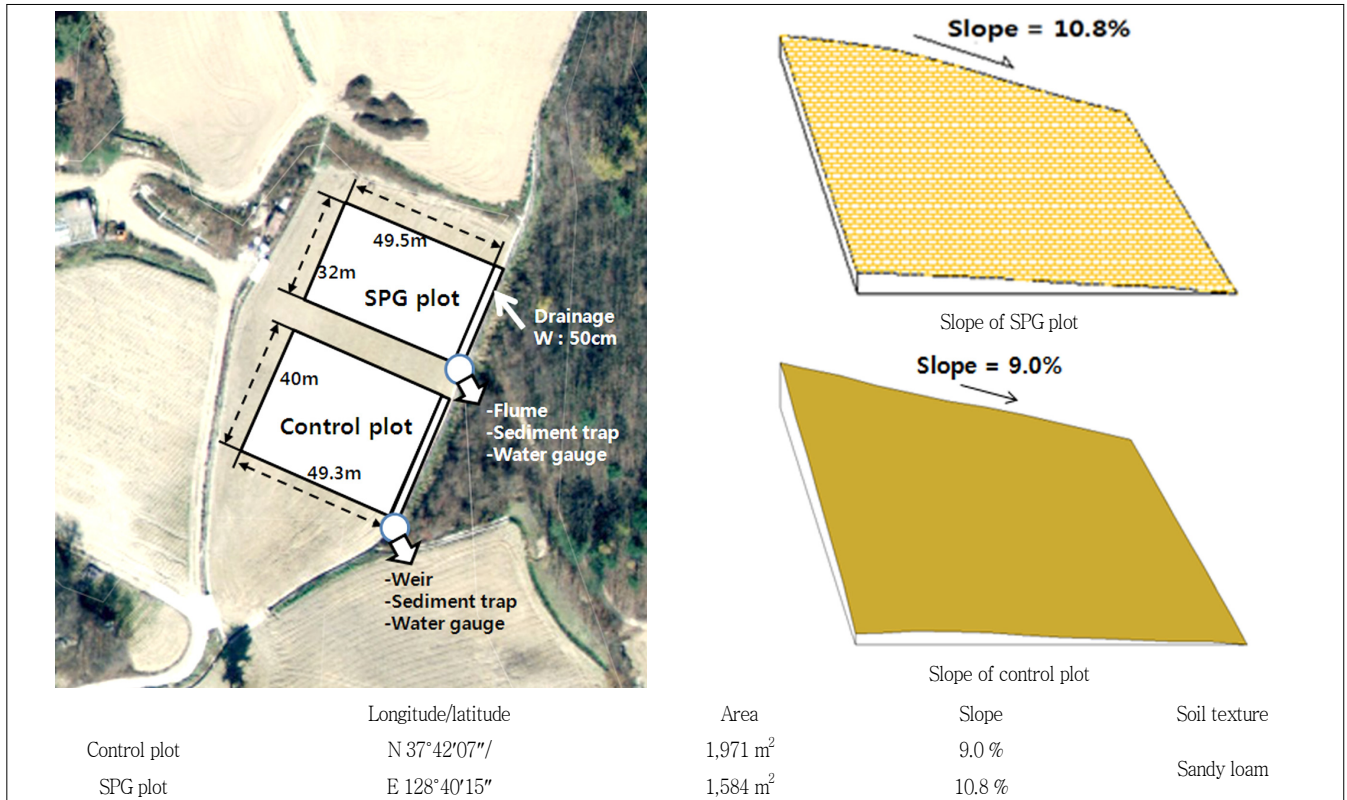 49.5m
32m
SPG plot
Drainage
W : 50cm
40m
Control plot
49.3m
-Flume
-Sediment trap
-Water gauge
-Weir
-Sediment trap
-Water gauge
Slope = 10.8%
Slope of SPG plot
Slope = 9.0%
Slope of control plot
Longitude/latitude Area Slope Soil texture
Control plot N 37°42′07″/ 1,971 m² 9.0 % Sandy loam
SPG plot E 128°40′15″ 1,584 m² 10.8 %